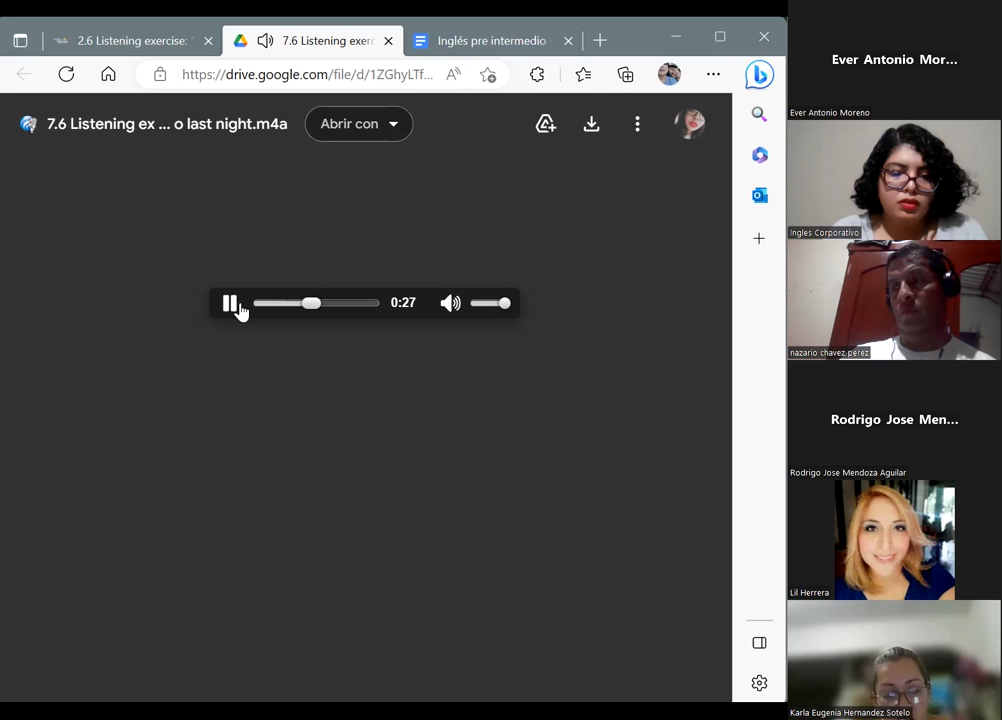 2.6 Listening exercise:
7.6 Listening exerc
Inglés pre intermedio
https://drive.google.com/file/d/1ZGhyLTf...
7.6 Listening ex ... o last night.m4a
Abrir con
0:27
Ever Antonio Mor...
Ever Antonio Moreno
Ingles Corporativo
nazario chavez perez
Rodrigo Jose Men...
Rodrigo Jose Mendoza Aguilar
Lil Herrera
Karla Eugenia Hernandez Sotelo